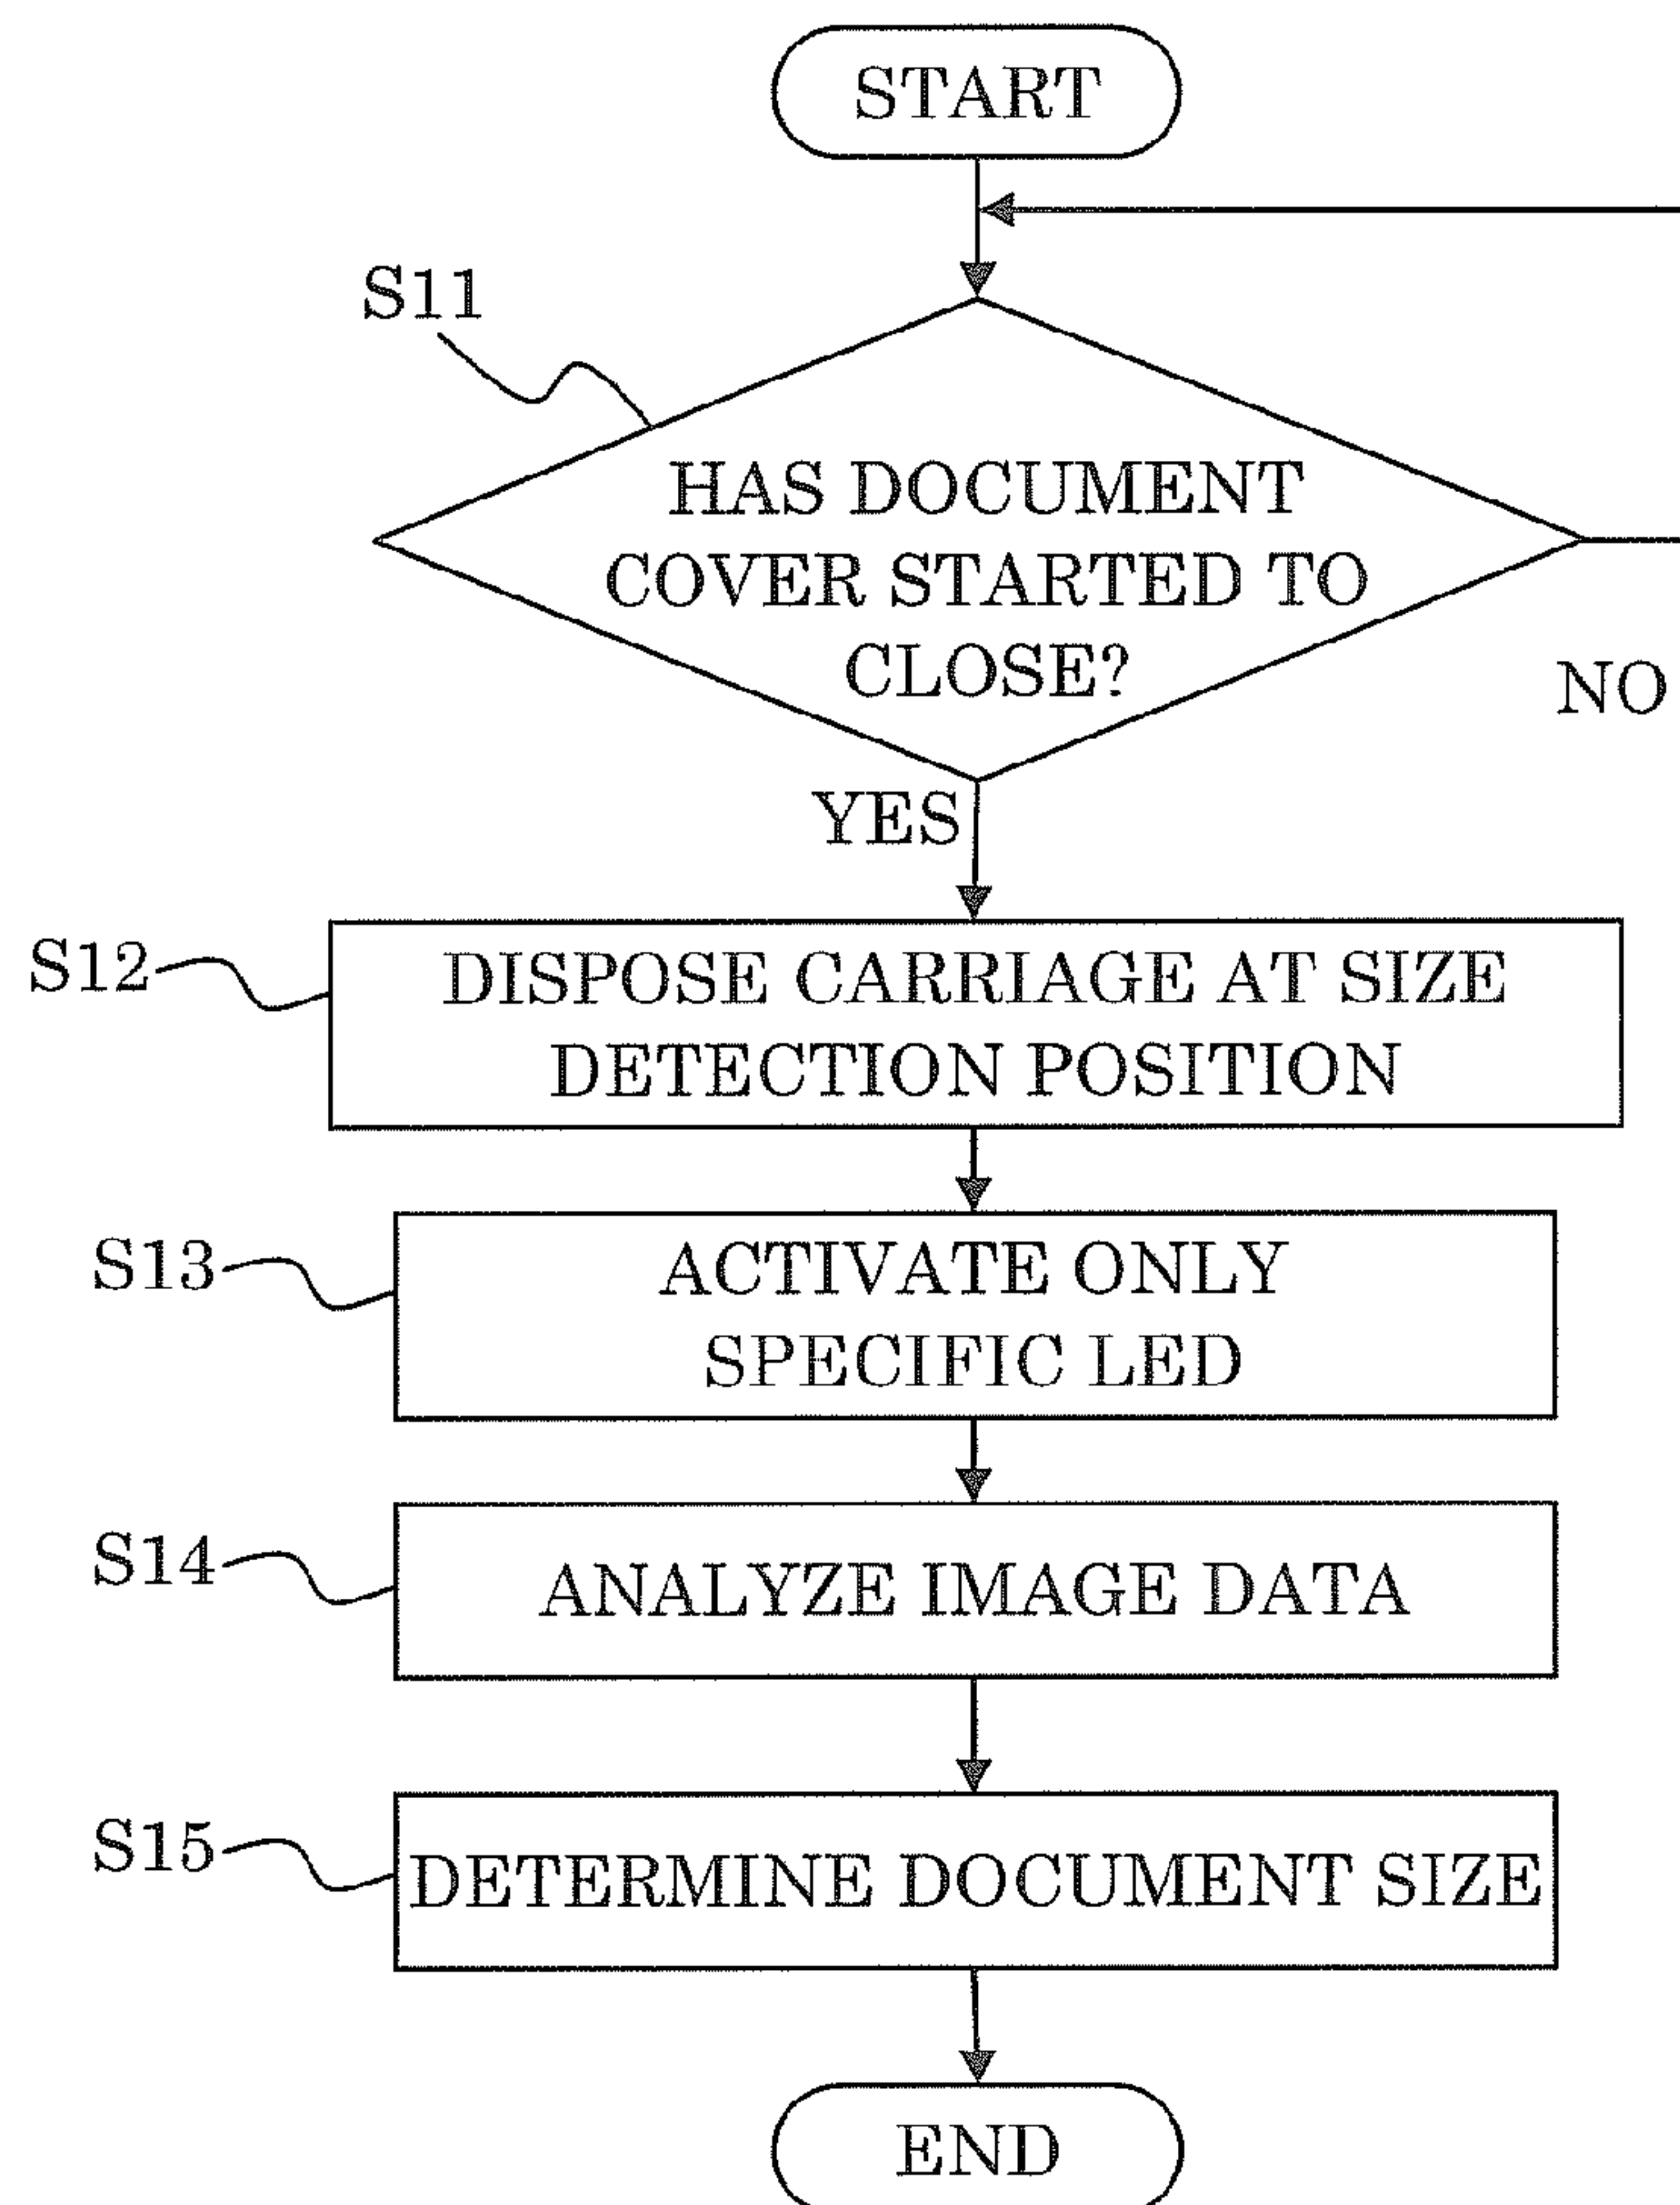 START
S11
HAS DOCUMENT
COVER STARTED TO
CLOSE?
NO
YES
S12
DISPOSE CARRIAGE AT SIZE
DETECTION POSITION
S13
ACTIVATE ONLY
SPECIFIC LED
S14
ANALYZE IMAGE DATA
S15
DETERMINE DOCUMENT SIZE
END